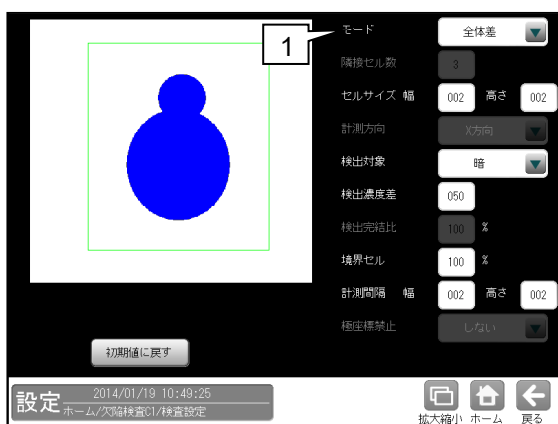 1
モード 全体差
隣接セル数 3
セルサイズ 幅 002 高さ 002
計測方向 X方向
検出対象 暗
検出濃度差 050
検出完結比 100 %
境界セル 100 %
計測間隔 幅 002 高さ 002
極座標禁止 しない
初期値に戻す
設定 2014/01/19 10:49:25
ホーム/欠陥検査C1/検査設定
拡大縮小 ホーム 戻る